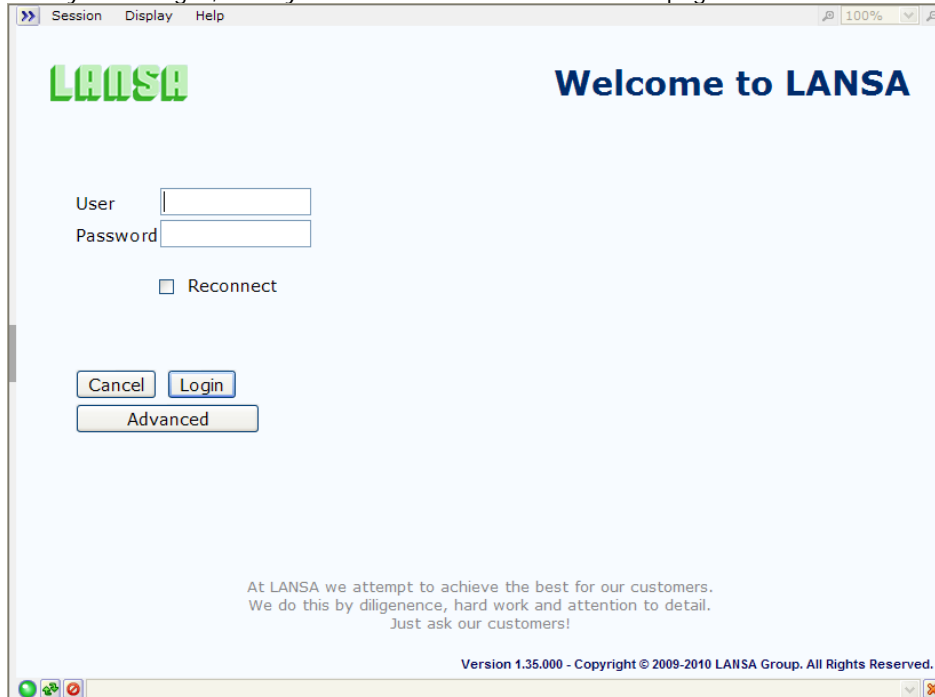 Session Display Help 100%
LANSA
Welcome to LANSA
User
Password
Reconnect
Cancel Login
Advanced
At LANSA we attempt to achieve the best for our customers.
We do this by diligenence, hard work and attention to detail.
Just ask our customers!
Version 1.35.000 - Copyright © 2009-2010 LANSA Group. All Rights Reserved.